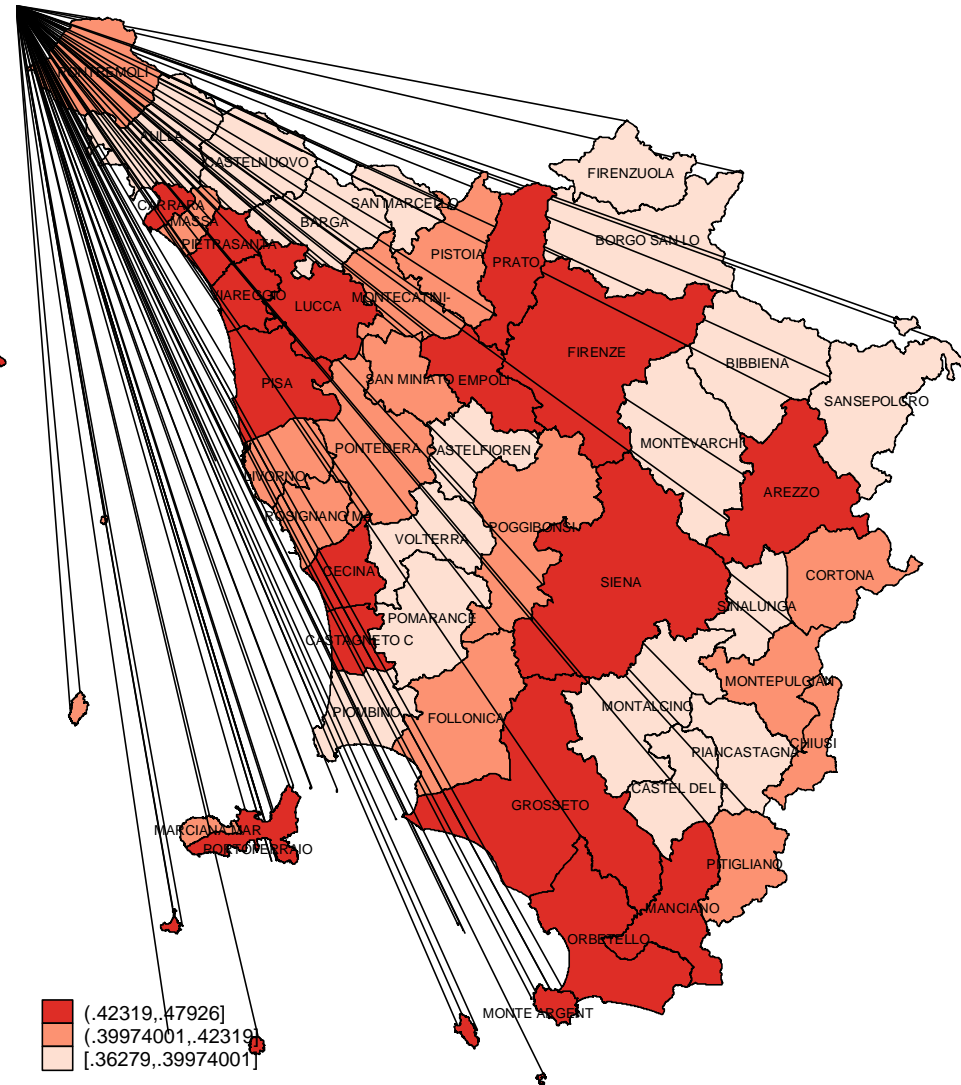 PONTREMOLI
AULLA
CASTELNUOVO
FIRENZUOLA
CARRARA
SAN MARCELLO
MASSA
BARGA
BORGO SAN LO
PIETRASANTA
PISTOIA
PRATO
VIAREGGIO
LUCCA
MONTECATINI-
FIRENZE
BIBBIENA
PISA
SAN MINIATO
EMPOLI
SANSEPOLCRO
MONTEVARCHI
PONTEDERA
CASTELFIOREN
LIVORNO
AREZZO
ROSIGNANO MA
POGGIBONSI
VOLTERRA
CECINA
SIENA
CORTONA
SINALUNGA
POMARANCE
CASTAGNETO C
MONTEPULCIAN
PIOMBINO
FOLLONICA
MONTALCINO
CHIUSI
PIANCASTAGNA
CASTEL DEL P
GROSSETO
MARCIANA MAR
PORTOFERRAIO
PITIGLIANO
MANCIANO
ORBETELLO
MONTE ARGENT
(.42319,.47926]
(.39974001,.42319]
[.36279,.39974001]